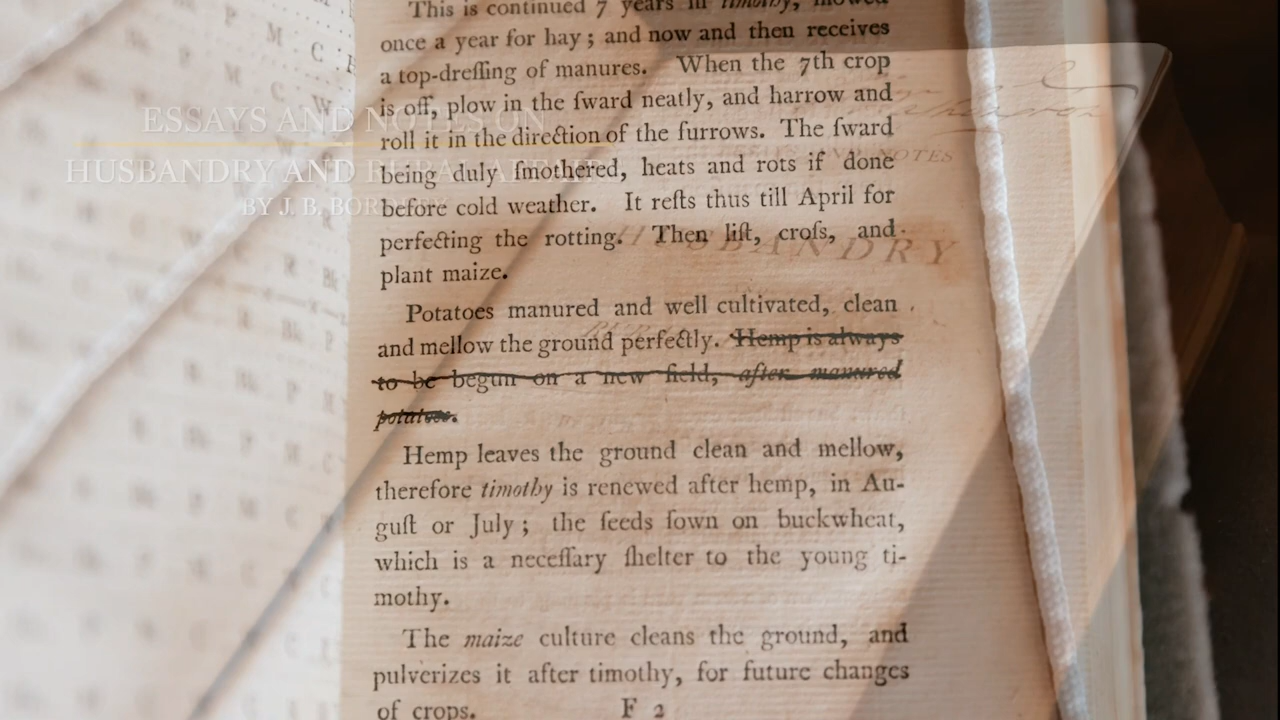 This is continued 7 years in timothy, mowed
once a year for hay; and now and then receives
a top-dreſſing of manures. When the 7th crop
is off, plow in the ſward neatly, and harrow and
roll it in the direction of the furrows. The ſward
being duly ſmothered, heats and rots if done
before cold weather. It reſts thus till April for
perfecting the rotting. Then liſt, croſs, and
plant maize.
Potatoes manured and well cultivated, clean
and mellow the ground perfectly. Hemp is always
to be begun on a new field, after manured
potatoes.
Hemp leaves the ground clean and mellow,
therefore timothy is renewed after hemp, in Au-
guſt or July; the ſeeds ſown on buckwheat,
which is a neceſſary ſhelter to the young ti-
mothy.
The maize culture cleans the ground, and
pulverizes it after timothy, for future changes
of crops. F 2
ESSAYS AND NOTES ON
HUSBANDRY AND RURAL AFFAIRS
BY J. B. BORDLEY
ESSAYS AND NOTES
HUSBANDRY